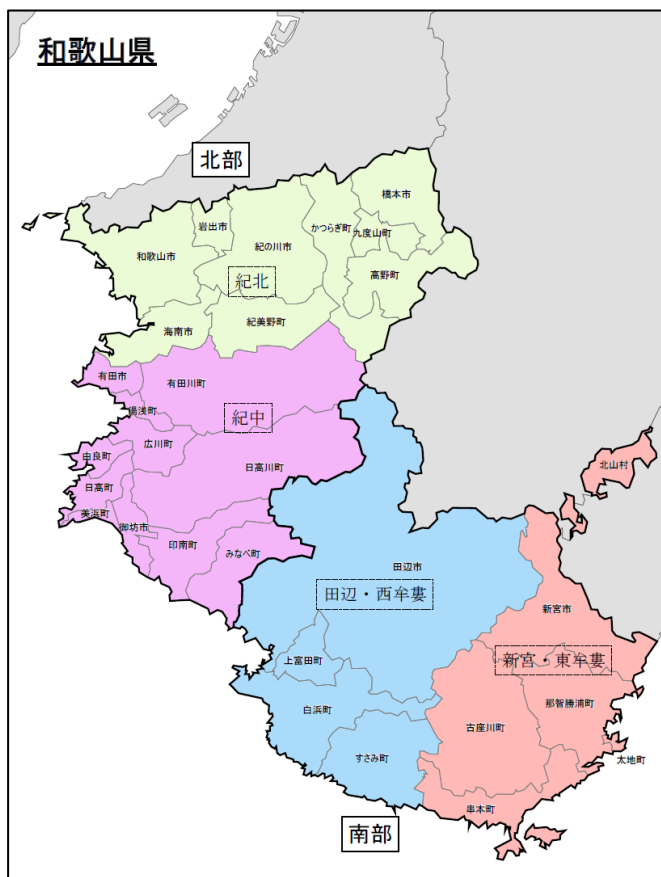 和歌山県
北部
橋本市
岩出市
かつらぎ町
九度山町
紀の川市
和歌山市
高野町
紀北
紀美野町
海南市
有田市
有田川町
湯浅町
紀中
広川町
由良町
日高川町
北山村
日高町
美浜町
御坊市
印南町
みなべ町
田辺市
田辺・西牟婁
新宮市
上富田町
新宮・東牟婁
白浜町
那智勝浦町
古座川町
すさみ町
太地町
串本町
南部